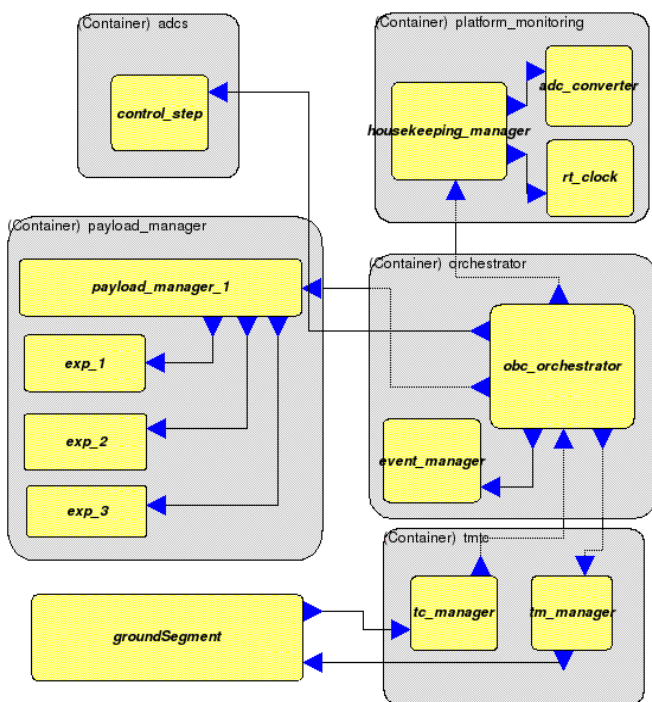 (Container) adcs
control_step
(Container) platform_monitoring
adc_converter
housekeeping_manager
rt_clock
(Container) payload_manager
payload_manager_1
exp_1
exp_2
exp_3
(Container) orchestrator
obc_orchestrator
event_manager
(Container) tmtc
tc_manager
tm_manager
groundSegment